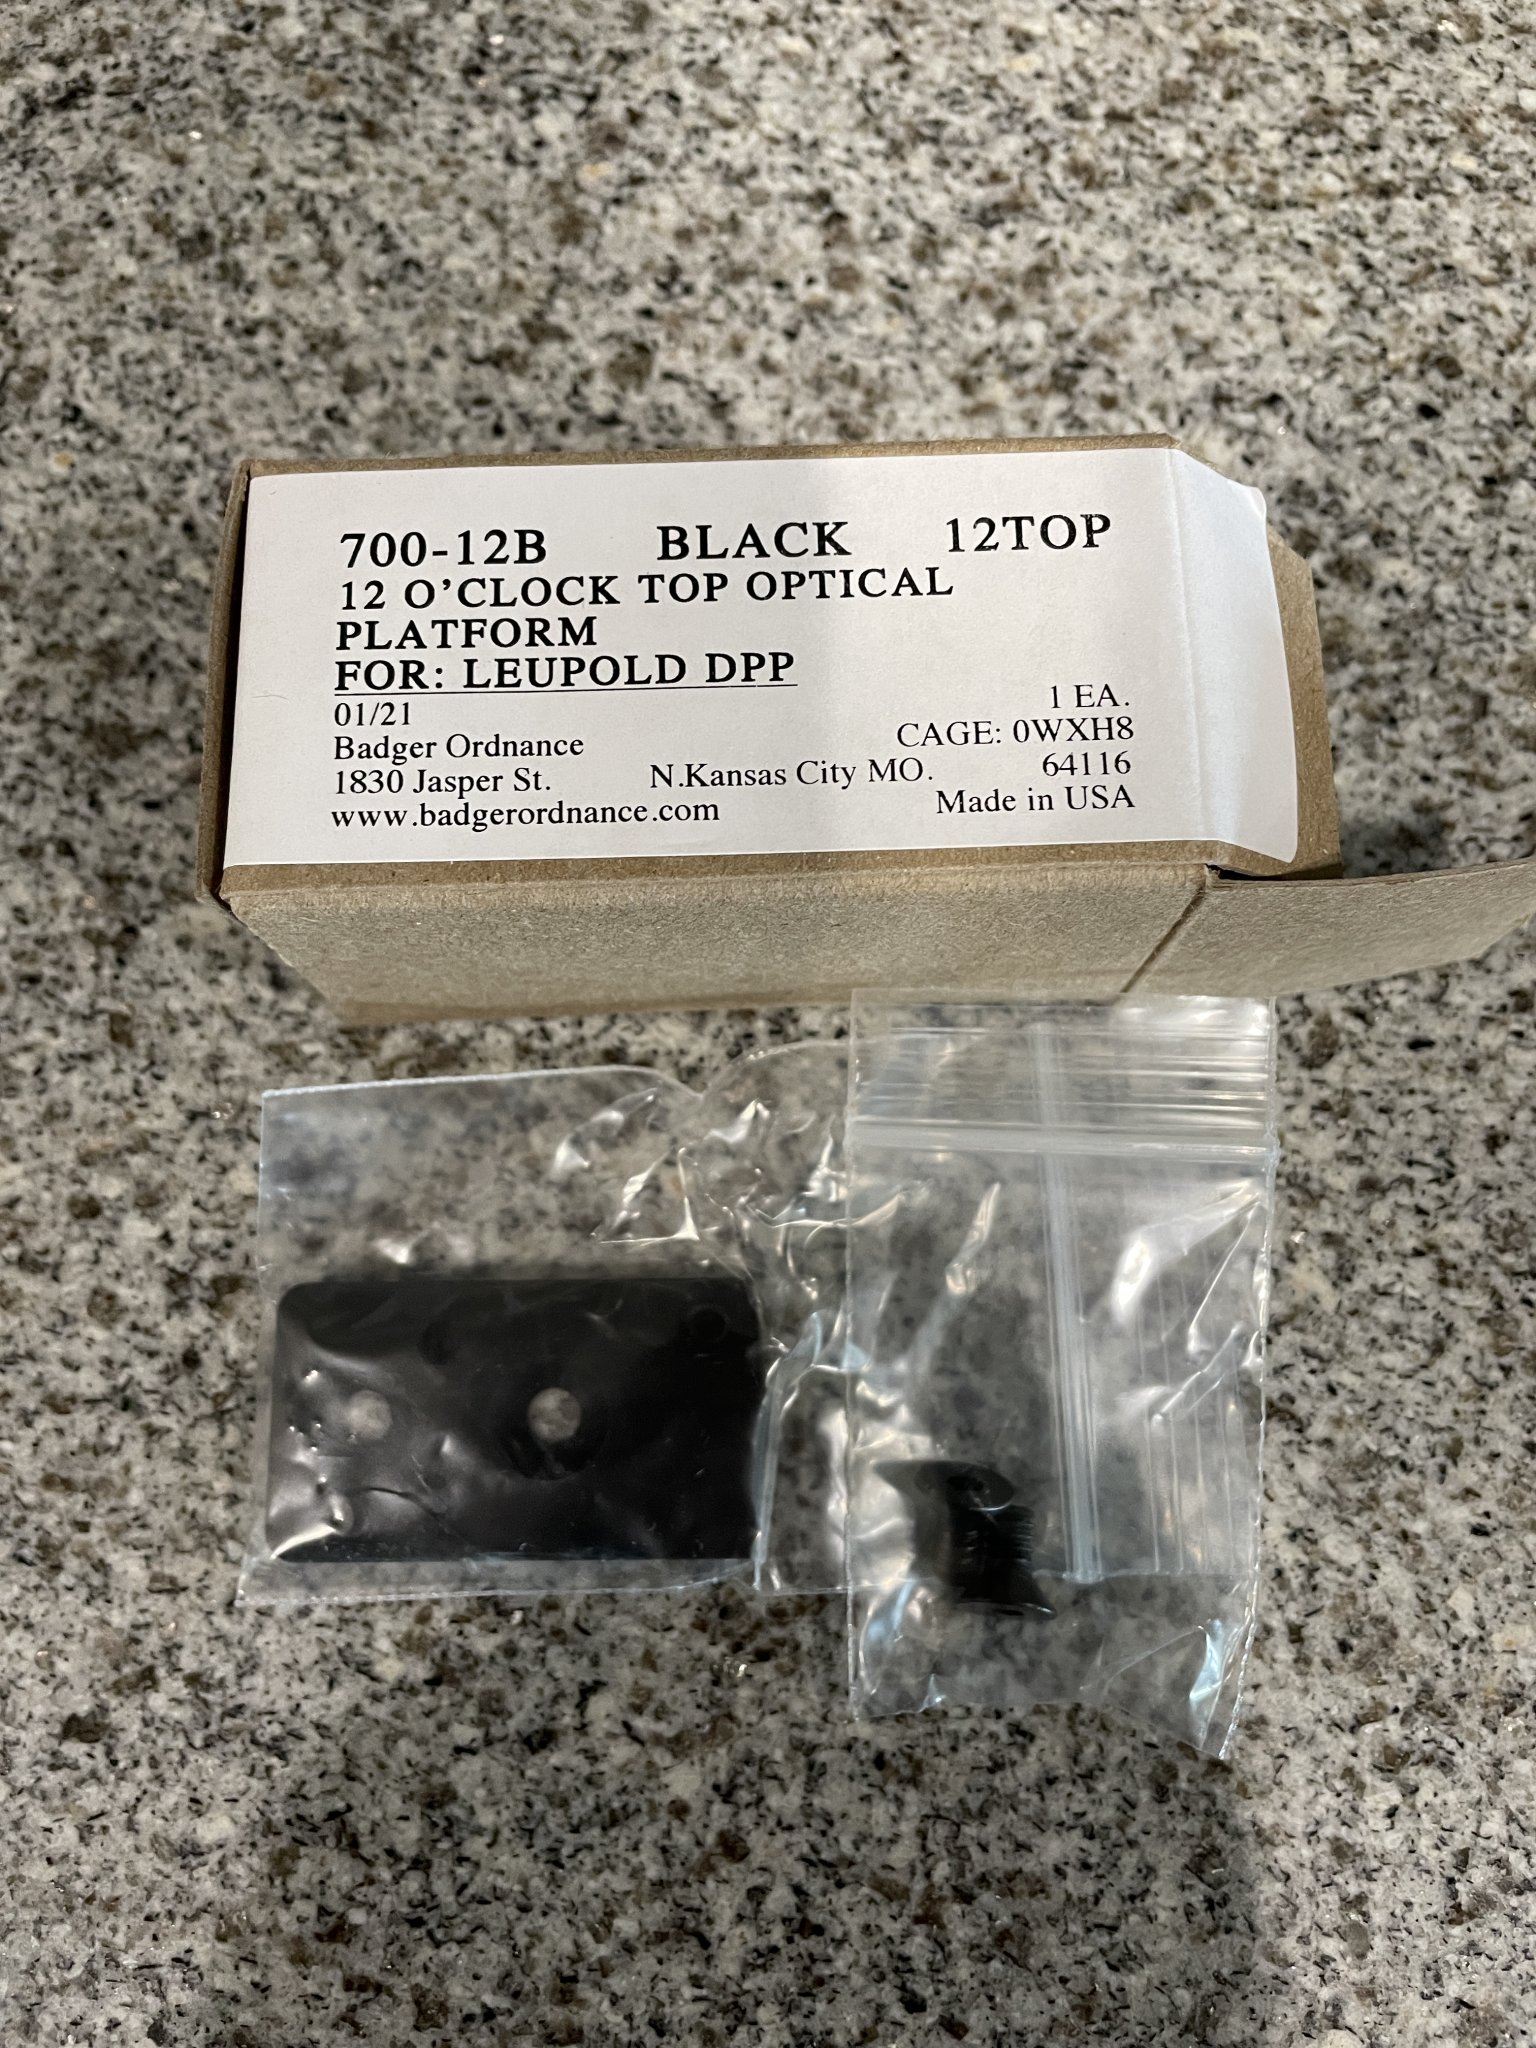 700-12B BLACK 12TOP
12 O'CLOCK TOP OPTICAL
PLATFORM
FOR: LEUPOLD DPP
01/21 1 EA.
Badger Ordnance CAGE: 0WXH8
1830 Jasper St. N.Kansas City MO. 64116
www.badgerordnance.com Made in USA